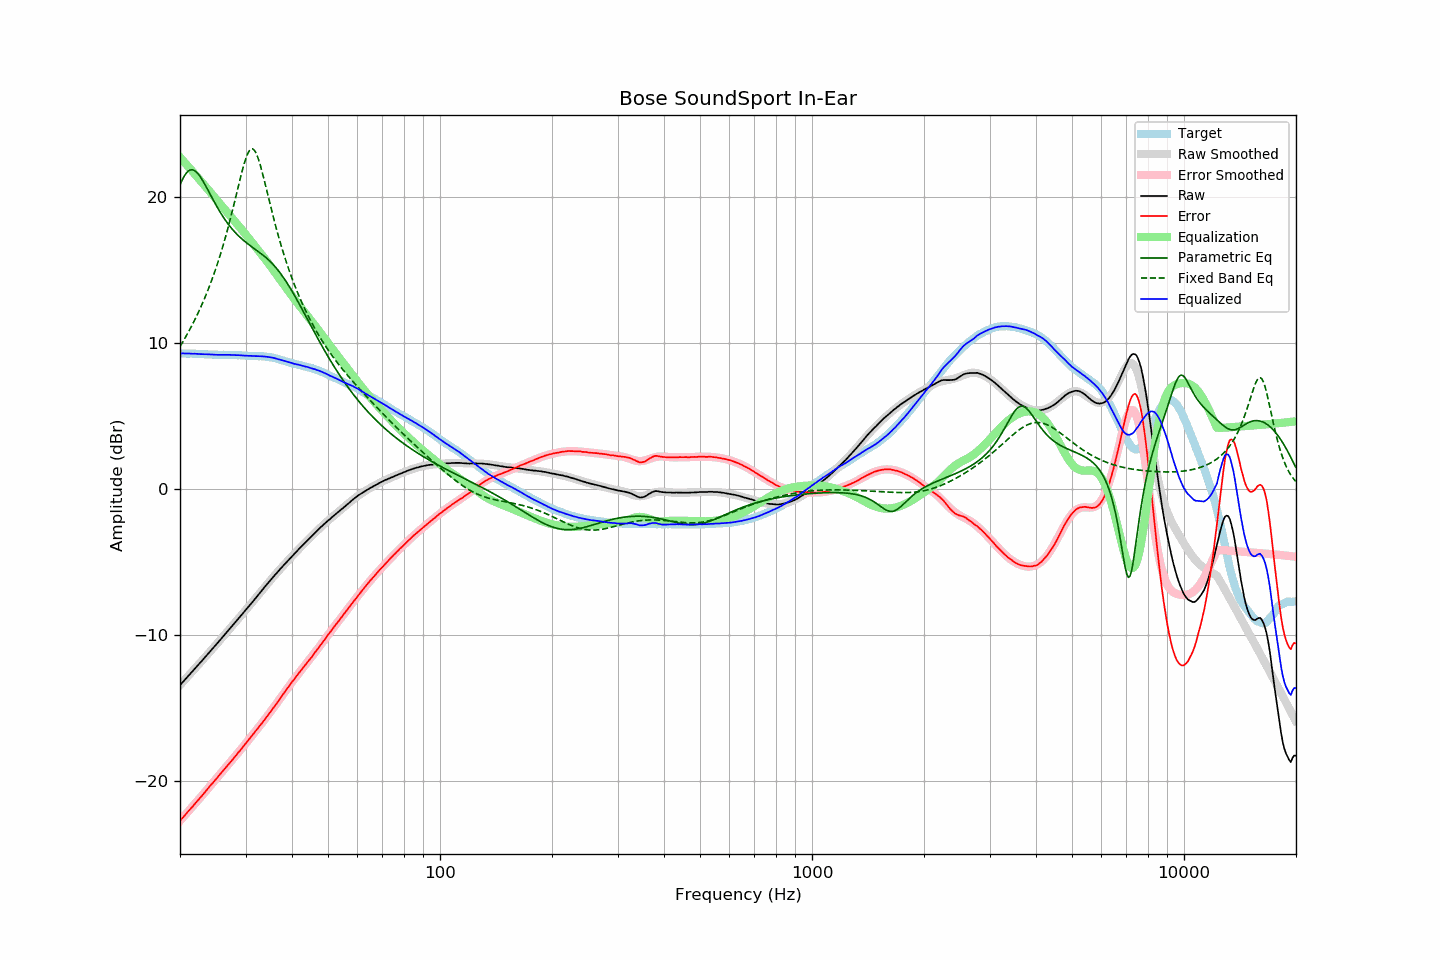 Bose SoundSport In-Ear
Target
Raw Smoothed
Error Smoothed
Raw
Error
Equalization
Parametric Eq
Fixed Band Eq
Equalized
20
10
0
−10
−20
Amplitude (dBr)
100
1000
10000
Frequency (Hz)